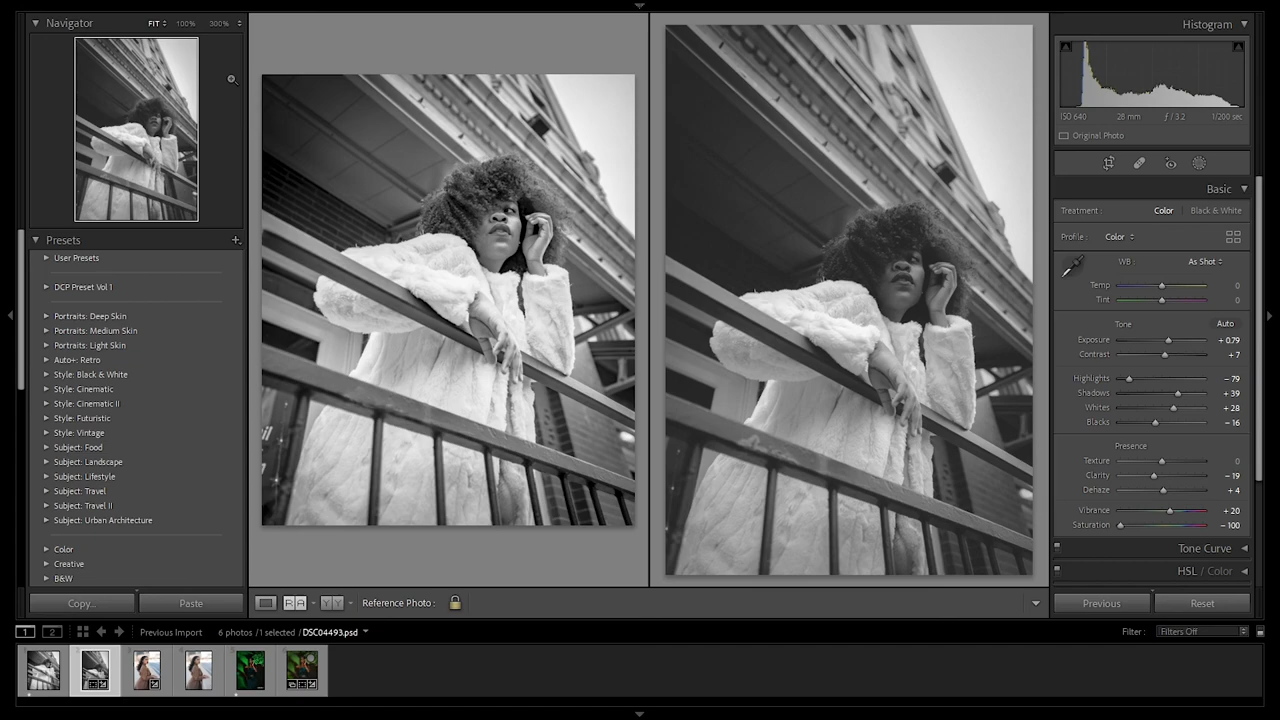 Navigator
FIT 100% 300%
Presets
User Presets
DCP Preset Vol 1
Portraits: Deep Skin
Portraits: Medium Skin
Portraits: Light Skin
Auto+: Retro
Style: Black & White
Style: Cinematic
Style: Cinematic II
Style: Futuristic
Style: Vintage
Subject: Food
Subject: Landscape
Subject: Lifestyle
Subject: Travel
Subject: Travel II
Subject: Urban Architecture
Color
Creative
B&W
Copy... Paste
R A Y Y Reference Photo :
Histogram
ISO 640 28 mm ƒ / 3.2 1/200 sec
Original Photo
Basic
Treatment : Color Black & White
Profile : Color
WB : As Shot
Temp 0
Tint 0
Tone Auto
Exposure + 0.79
Contrast + 7
Highlights − 79
Shadows + 39
Whites + 28
Blacks − 16
Presence
Texture 0
Clarity − 19
Dehaze + 4
Vibrance + 20
Saturation − 100
Tone Curve
HSL / Color
Previous Reset
1 2 Previous Import 6 photos / 1 selected / DSC04493.psd Filter : Filters Off